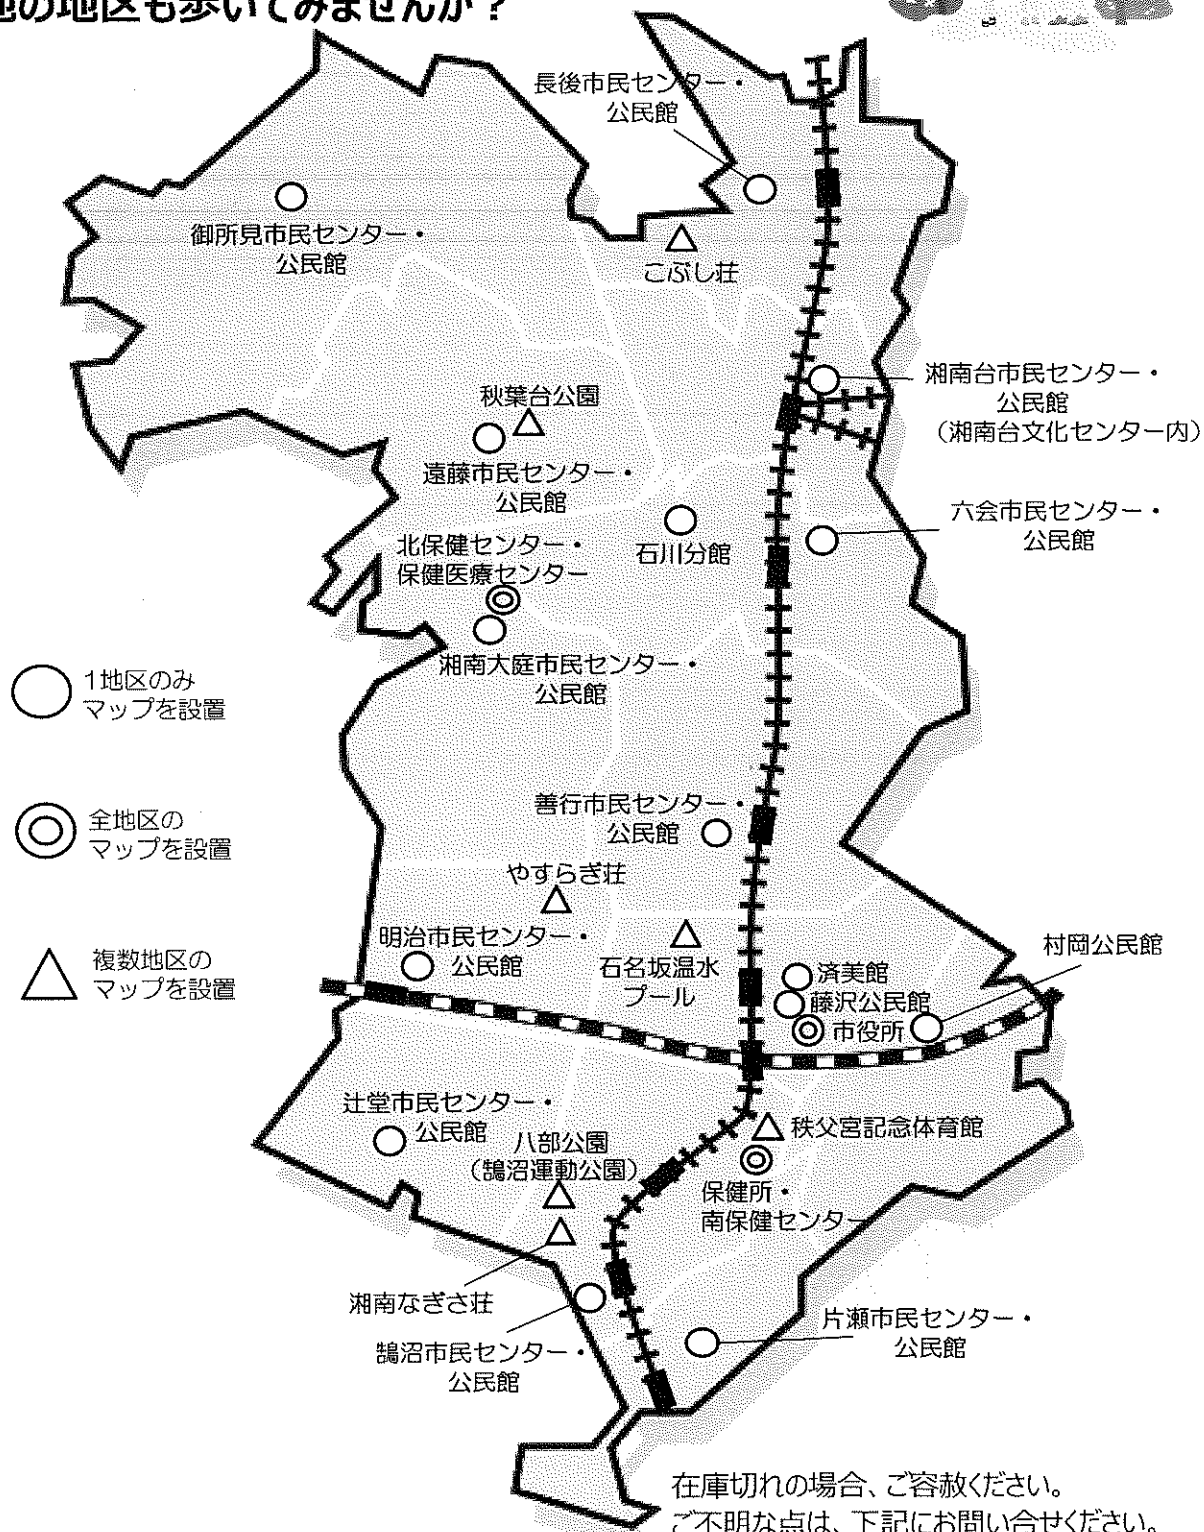 他の地区も歩いてみませんか？
長後市民センター・
公民館
御所見市民センター・
公民館
こぶし荘
湘南台市民センター・
公民館
（湘南台文化センター内）
秋葉台公園
遠藤市民センター・
公民館
六会市民センター・
公民館
石川分館
北保健センター・
保健医療センター
湘南大庭市民センター・
公民館
1地区のみ
マップを設置
全地区の
マップを設置
複数地区の
マップを設置
善行市民センター・
公民館
やすらぎ荘
明治市民センター・
公民館
石名坂温水
プール
村岡公民館
済美館
藤沢公民館
市役所
辻堂市民センター・
公民館
八部公園
（鵠沼運動公園）
秩父宮記念体育館
保健所・
南保健センター
湘南なぎさ荘
鵠沼市民センター・
公民館
片瀬市民センター・
公民館
在庫切れの場合、ご容赦ください。
ご不明な点は、下記にお問い合せください。